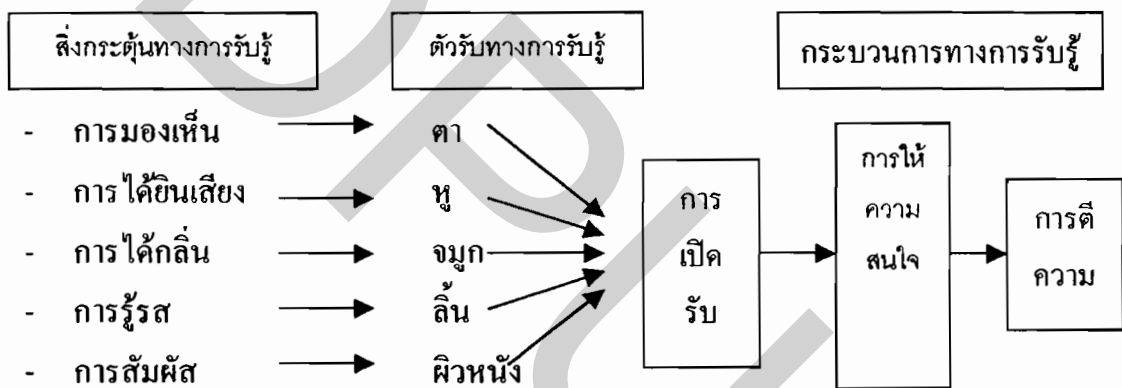 สิ่งกระตุ้นทางการรับรู้
ตัวรับทางการรับรู้
กระบวนการทางการรับรู้
- การมองเห็น
ตา
- การได้ยินเสียง
หู
- การได้กลิ่น
จมูก
- การรู้รส
ลิ้น
- การสัมผัส
ผิวหนัง
การ
เปิด
รับ
การให้
ความ
สนใจ
การตี
ความ